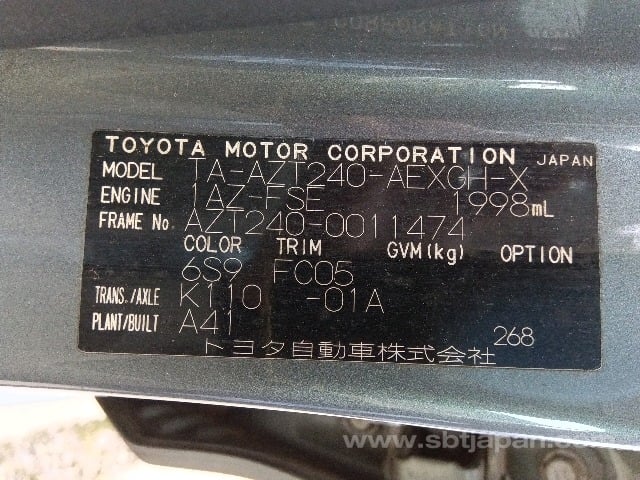 TOYOTA MOTOR CORPORATION JAPAN
MODEL TA-AZT240-AEXGH-X
ENGINE 1AZ-FSE 1998mL
FRAME No AZT240-0011474
COLOR TRIM GVM(kg) OPTION
6S9 FC05
TRANS./AXLE K110 -01A
PLANT/BUILT A41
268
トヨタ自動車株式会社
www.sbtjapan.com